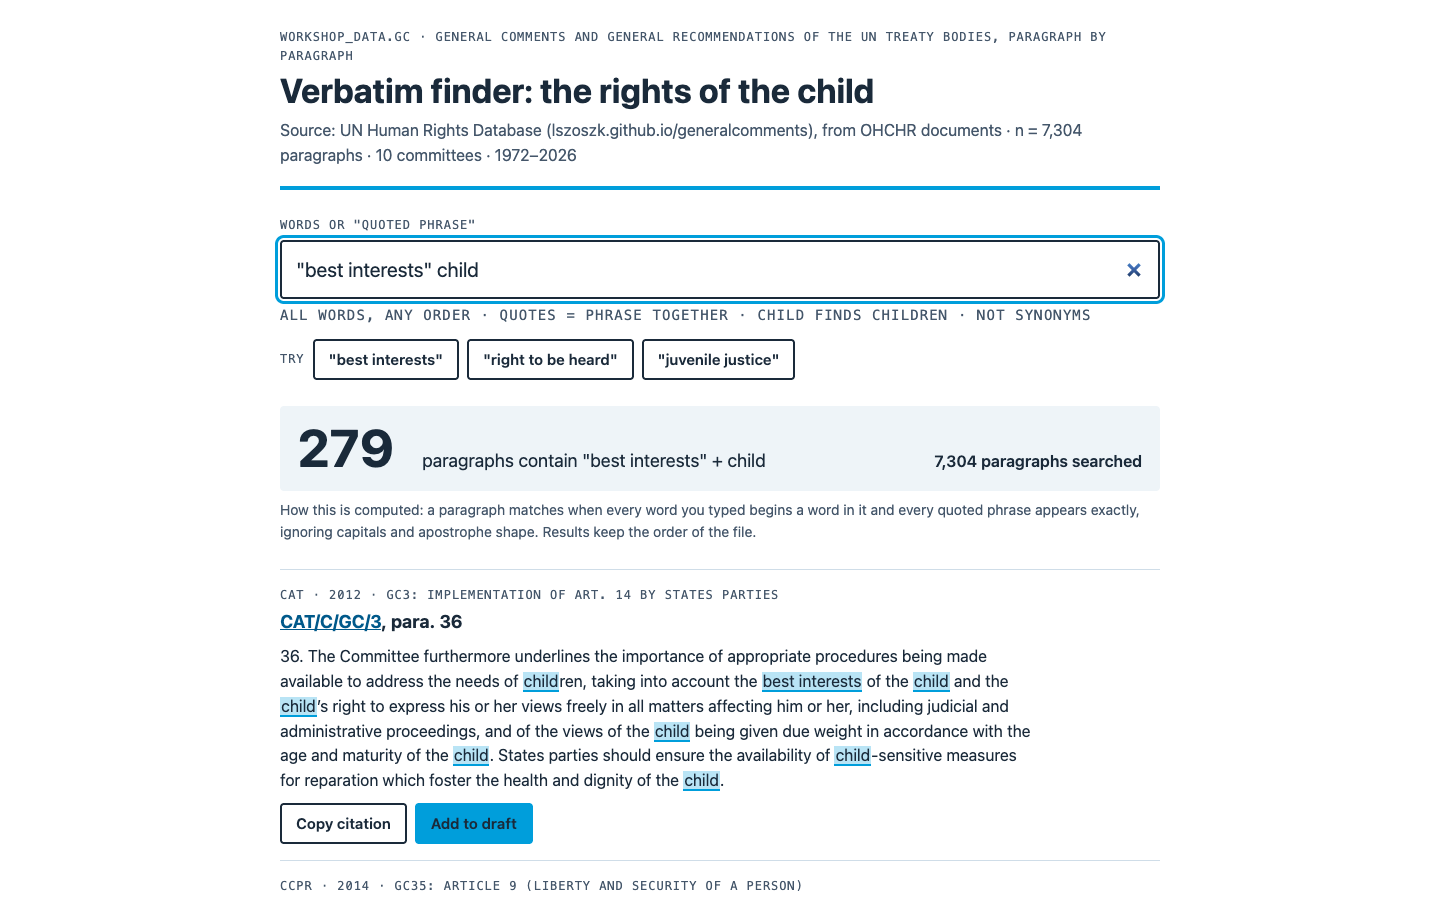 WORKSHOP_DATA.GC · GENERAL COMMENTS AND GENERAL RECOMMENDATIONS OF THE UN TREATY BODIES, PARAGRAPH BY
PARAGRAPH
Verbatim finder: the rights of the child
Source: UN Human Rights Database (lszoszk.github.io/generalcomments), from OHCHR documents · n = 7,304
paragraphs · 10 committees · 1972–2026
WORDS OR "QUOTED PHRASE"
"best interests" child ×
ALL WORDS, ANY ORDER · QUOTES = PHRASE TOGETHER · CHILD FINDS CHILDREN · NOT SYNONYMS
TRY "best interests" "right to be heard" "juvenile justice"
279 paragraphs contain "best interests" + child 7,304 paragraphs searched
How this is computed: a paragraph matches when every word you typed begins a word in it and every quoted phrase appears exactly,
ignoring capitals and apostrophe shape. Results keep the order of the file.
CAT · 2012 · GC3: IMPLEMENTATION OF ART. 14 BY STATES PARTIES
CAT/C/GC/3, para. 36
36. The Committee furthermore underlines the importance of appropriate procedures being made
available to address the needs of children, taking into account the best interests of the child and the
child's right to express his or her views freely in all matters affecting him or her, including judicial and
administrative proceedings, and of the views of the child being given due weight in accordance with the
age and maturity of the child. States parties should ensure the availability of child-sensitive measures
for reparation which foster the health and dignity of the child.
Copy citation Add to draft
CCPR · 2014 · GC35: ARTICLE 9 (LIBERTY AND SECURITY OF A PERSON)